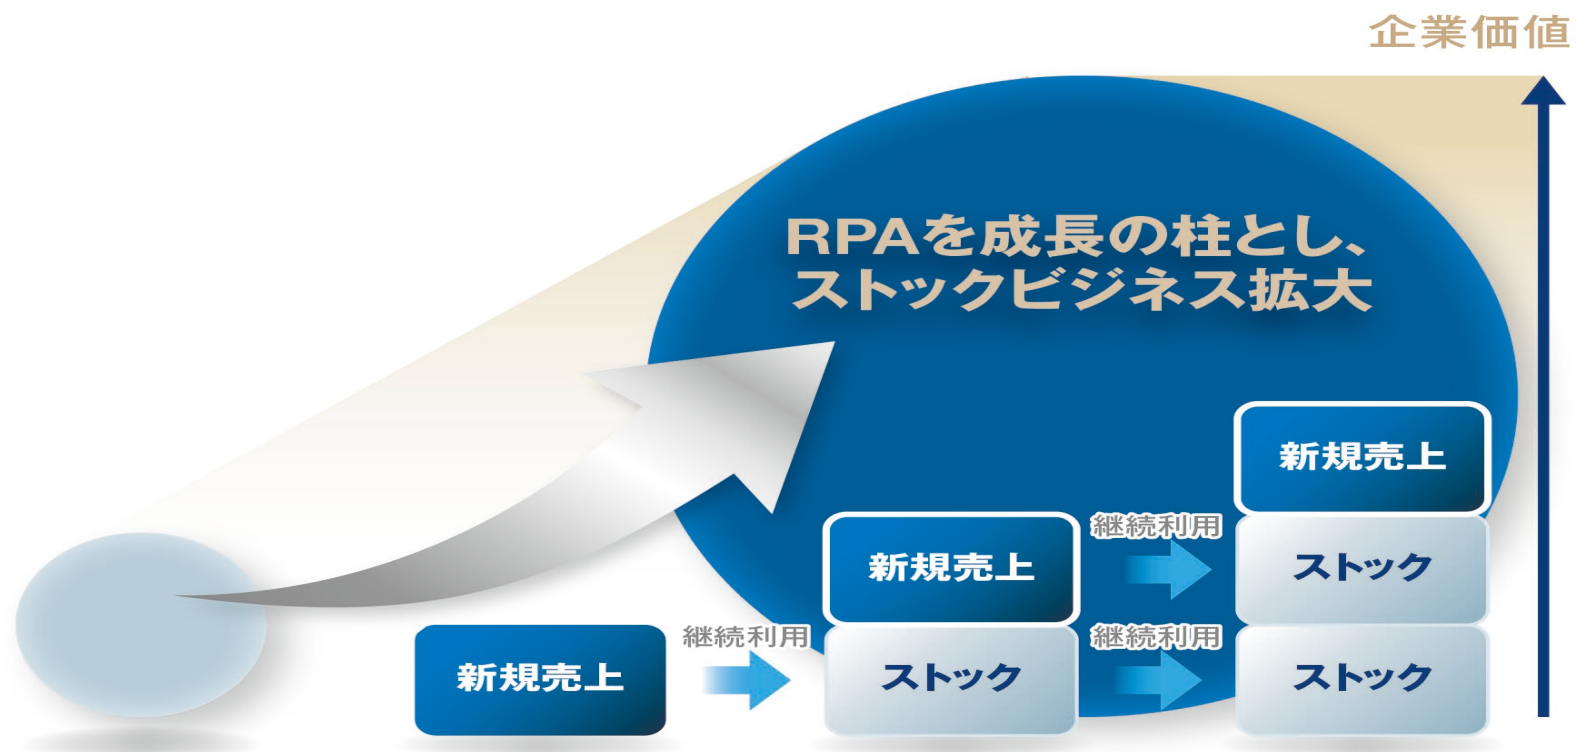 企業価値
RPAを成長の柱とし、
ストックビジネス拡大
新規売上
新規売上
継続利用
ストック
新規売上
継続利用
ストック
継続利用
ストック